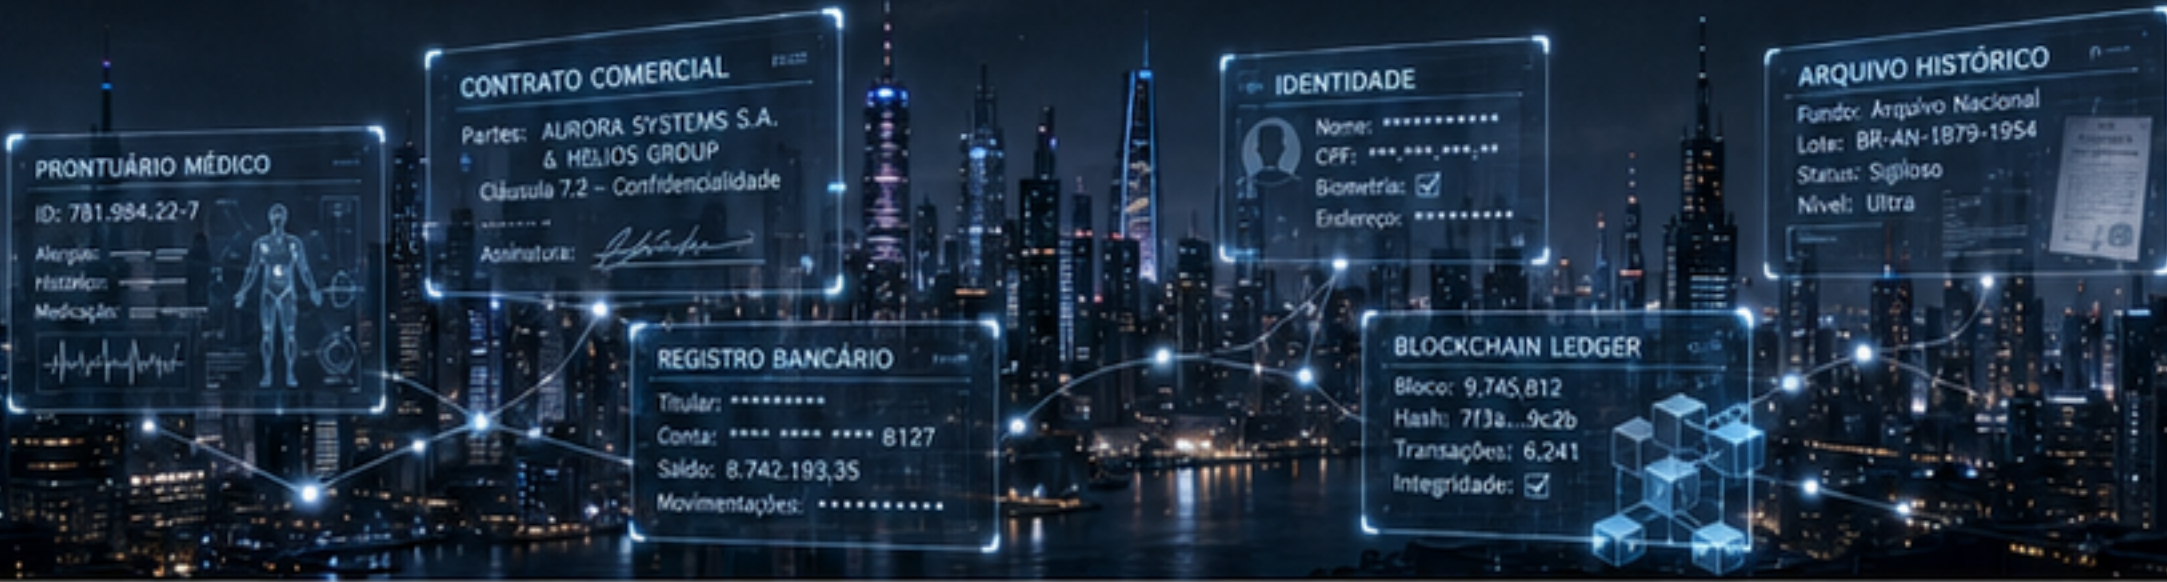 PRONTUÁRIO MÉDICO
ID: 781.984.22-7
Alergias:
Histórico:
Medicação:
CONTRATO COMERCIAL
Partes: AURORA SYSTEMS S.A.
& HELIOS GROUP
Cláusula 7.2 – Confidencialidade
Assinatura:
REGISTRO BANCÁRIO
Titular: •••••••••
Conta: •••• •••• •••• 8127
Saldo: 8.742.193,35
Movimentações: •••••••••••
IDENTIDADE
Nome: •••••••••••
CPF: •••.•••.•••.••
Biometria: ☑
Endereço: •••••••••
BLOCKCHAIN LEDGER
Bloco: 9,745,812
Hash: 7f3a...9c2b
Transações: 6,241
Integridade: ☑
ARQUIVO HISTÓRICO
Fundo: Arquivo Nacional
Lote: BR-AN-1879-1954
Status: Sigiloso
Nível: Ultra